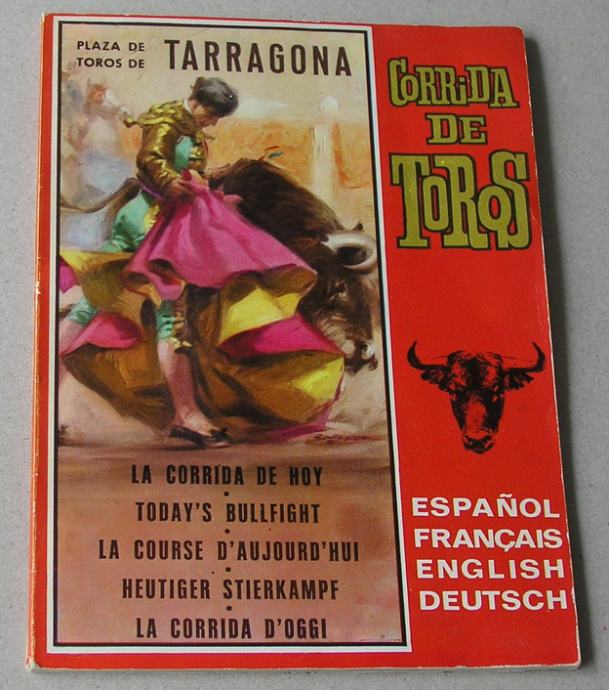 PLAZA DE
TOROS DE TARRAGONA
CORRIDA
DE
TOROS
LA CORRIDA DE HOY
TODAY'S BULLFIGHT
LA COURSE D'AUJOURD'HUI
HEUTIGER STIERKAMPF
LA CORRIDA D'OGGI
ESPAÑOL
FRANÇAIS
ENGLISH
DEUTSCH